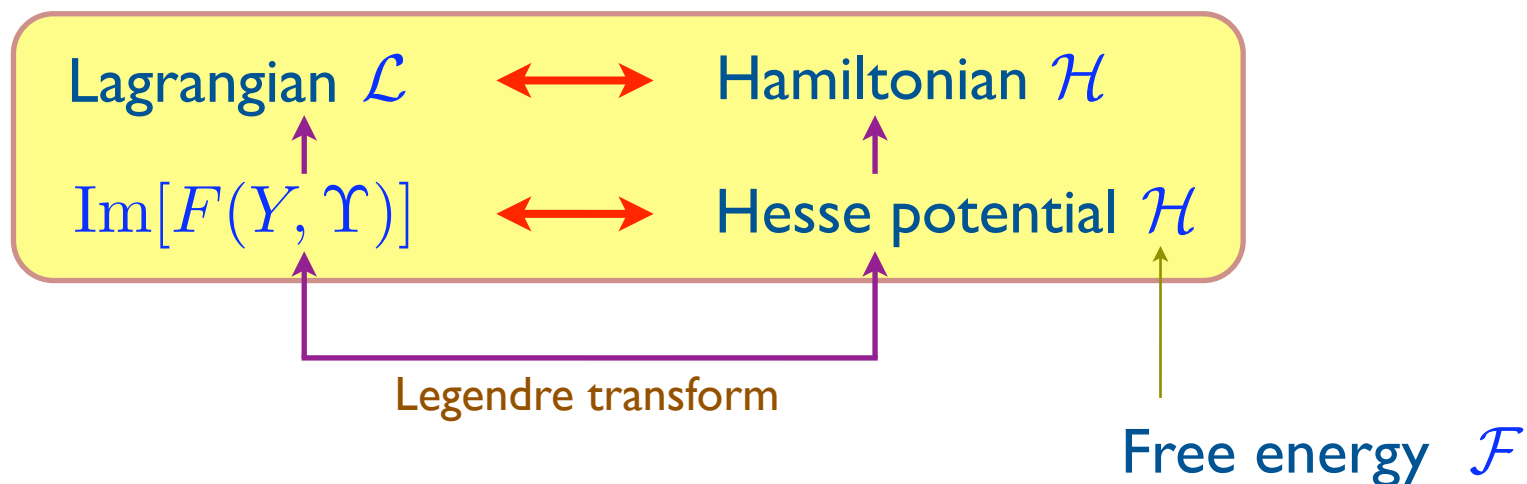 Lagrangian ℒ Hamiltonian ℋ
Im[F(Y, Υ)] Hesse potential ℋ
Legendre transform
Free energy ℱ